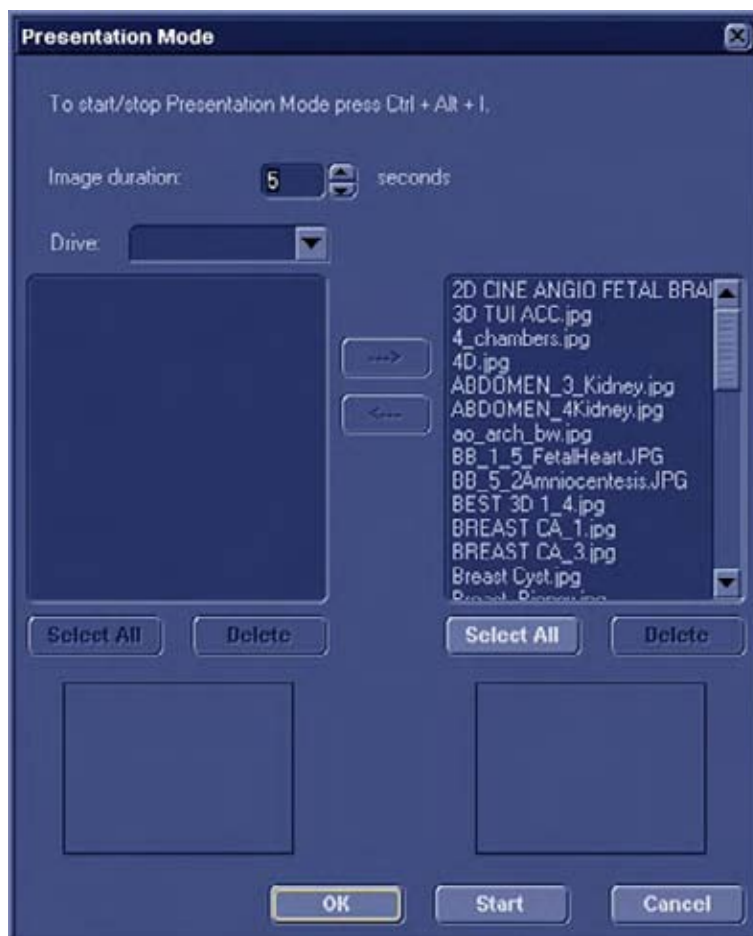 Presentation Mode
To start/stop Presentation Mode press Ctrl + Alt + I.
Image duration: 5 seconds
Drive:
2D CINE ANGIO FETAL BRAI
3D TUI ACC.jpg
4_chambers.jpg
4D.jpg
ABDOMEN_3_Kidney.jpg
ABDOMEN_4Kidney.jpg
ao_arch_bw.jpg
BB_1_5_FetalHeart.JPG
BB_5_2Amniocentesis.JPG
BEST 3D 1_4.jpg
BREAST CA_1.jpg
BREAST CA_3.jpg
Breast Cyst.jpg
--->
<---
Select All Delete Select All Delete
OK Start Cancel